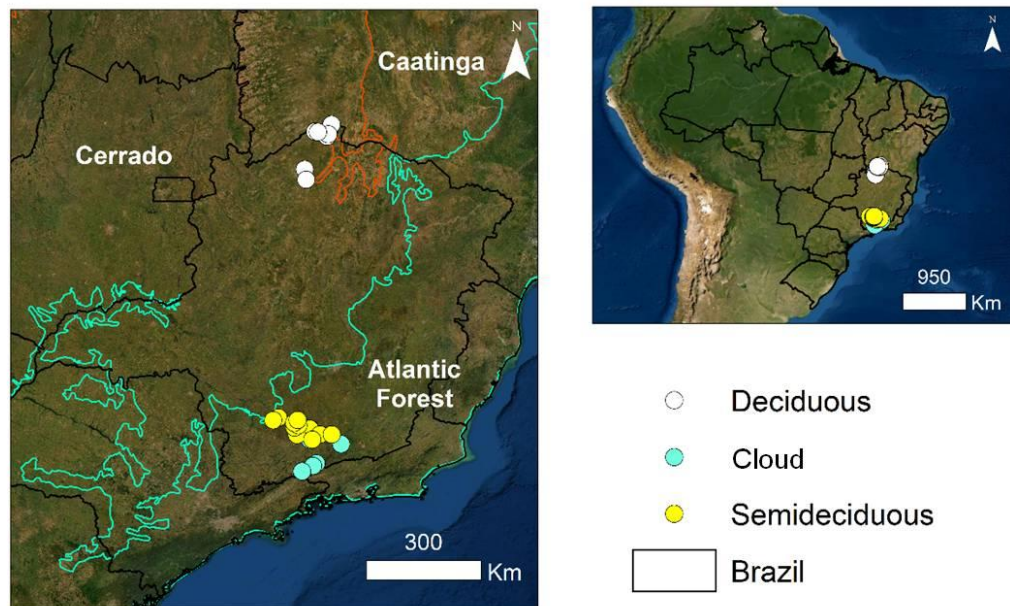 N
Caatinga
Cerrado
Atlantic
Forest
300
Km
N
950
Km
Deciduous
Cloud
Semideciduous
Brazil